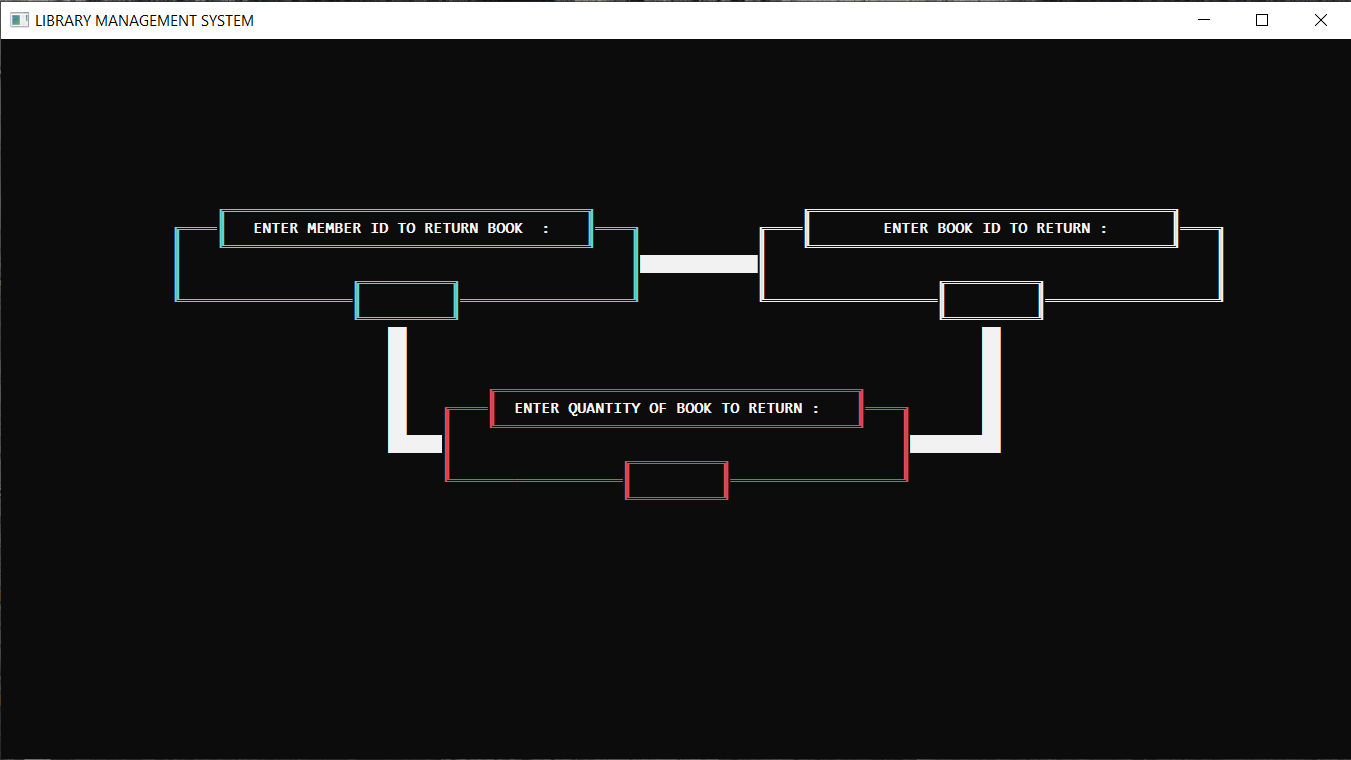 LIBRARY MANAGEMENT SYSTEM
ENTER MEMBER ID TO RETURN BOOK  :
ENTER BOOK ID TO RETURN :
ENTER QUANTITY OF BOOK TO RETURN :